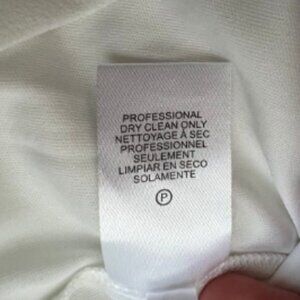 PROFESSIONAL
DRY CLEAN ONLY
NETTOYAGE À SEC
PROFESSIONNEL
SEULEMENT
LIMPIAR EN SECO
SOLAMENTE
P